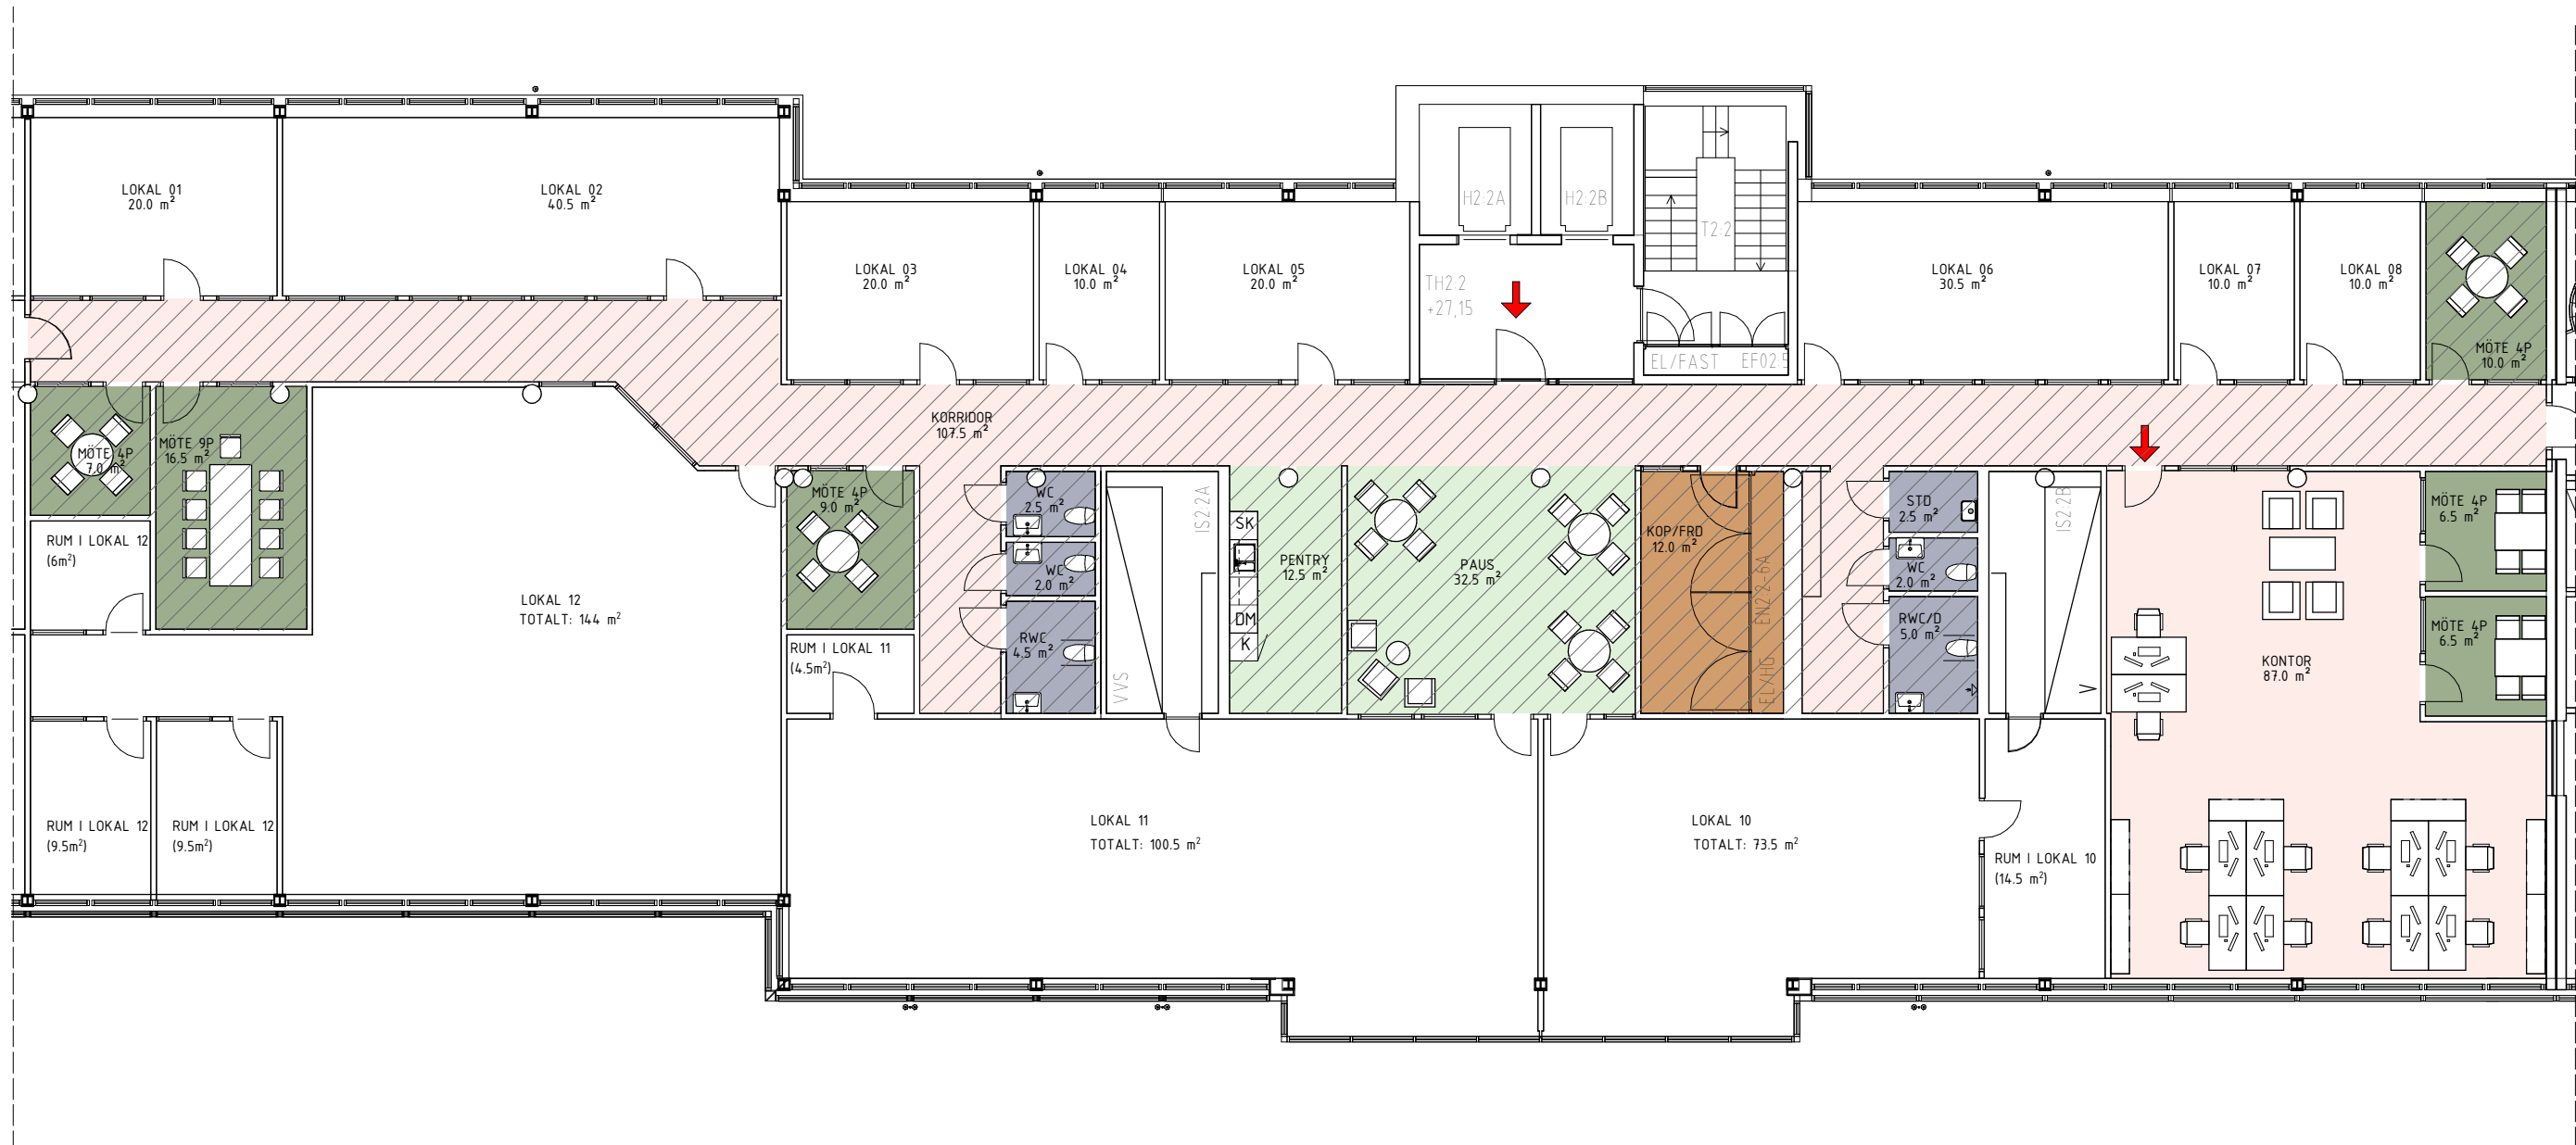 LOKAL 01
20.0 m²
LOKAL 02
40.5 m²
LOKAL 03
20.0 m²
LOKAL 04
10.0 m²
LOKAL 05
20.0 m²
H2:2A
H2:2B
T2:2
TH2:2
+27,15
EL/FAST
EF02:5
LOKAL 06
30.5 m²
LOKAL 07
10.0 m²
LOKAL 08
10.0 m²
MÖTE 4P
10.0 m²
KORRIDOR
107.5 m²
MÖTE 4P
7.0 m²
MÖTE 9P
16.5 m²
RUM I LOKAL 12
(6m²)
LOKAL 12
TOTALT: 144 m²
RUM I LOKAL 12
(9.5m²)
RUM I LOKAL 12
(9.5m²)
MÖTE 4P
9.0 m²
RUM I LOKAL 11
(4.5m²)
WC
2.5 m²
WC
2.0 m²
RWC
4.5 m²
VVS
IS2:2A
SK
DM
K
PENTRY
12.5 m²
PAUS
32.5 m²
KOP/FRD
12.0 m²
EL/HG
EN2:2-6A
STD
2.5 m²
WC
2.0 m²
RWC/D
5.0 m²
IS2:2B
V
MÖTE 4P
6.5 m²
MÖTE 4P
6.5 m²
KONTOR
87.0 m²
LOKAL 11
TOTALT: 100.5 m²
LOKAL 10
TOTALT: 73.5 m²
RUM I LOKAL 10
(14.5 m²)